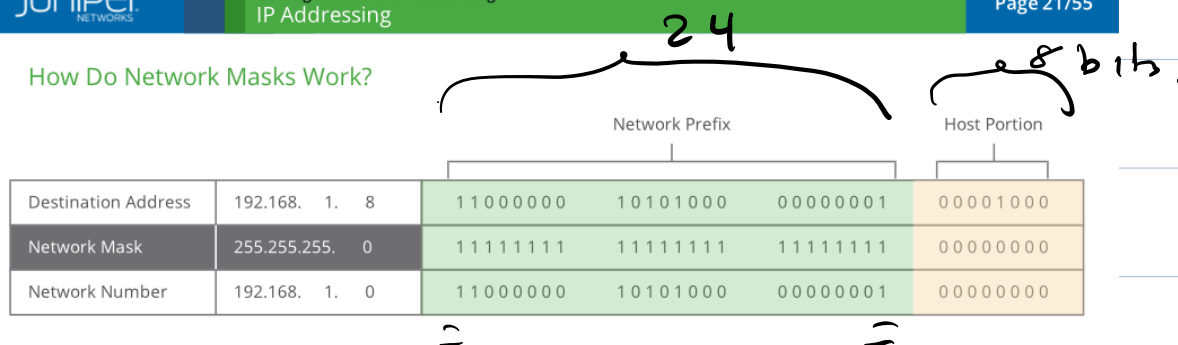 NETWORKS
IP Addressing
Page 21/55
24
8 bits
How Do Network Masks Work?
Network Prefix
Host Portion
Destination Address 192.168. 1. 8 11000000 10101000 00000001 00001000
Network Mask 255.255.255. 0 11111111 11111111 11111111 00000000
Network Number 192.168. 1. 0 11000000 10101000 00000001 00000000